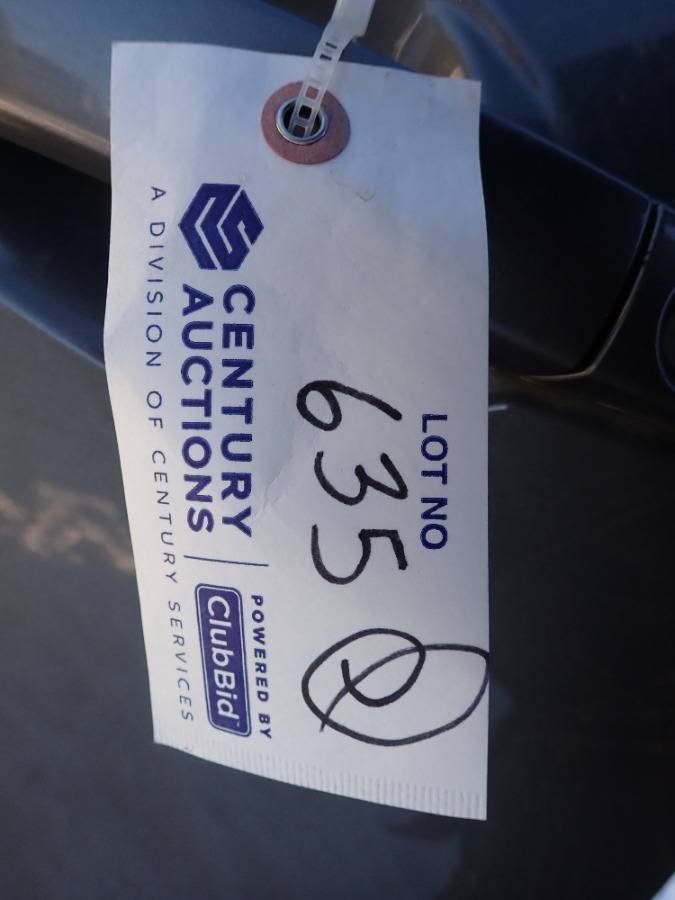 LOT NO
635
CENTURY
AUCTIONS
A DIVISION OF CENTURY SERVICES
POWERED BY
ClubBid